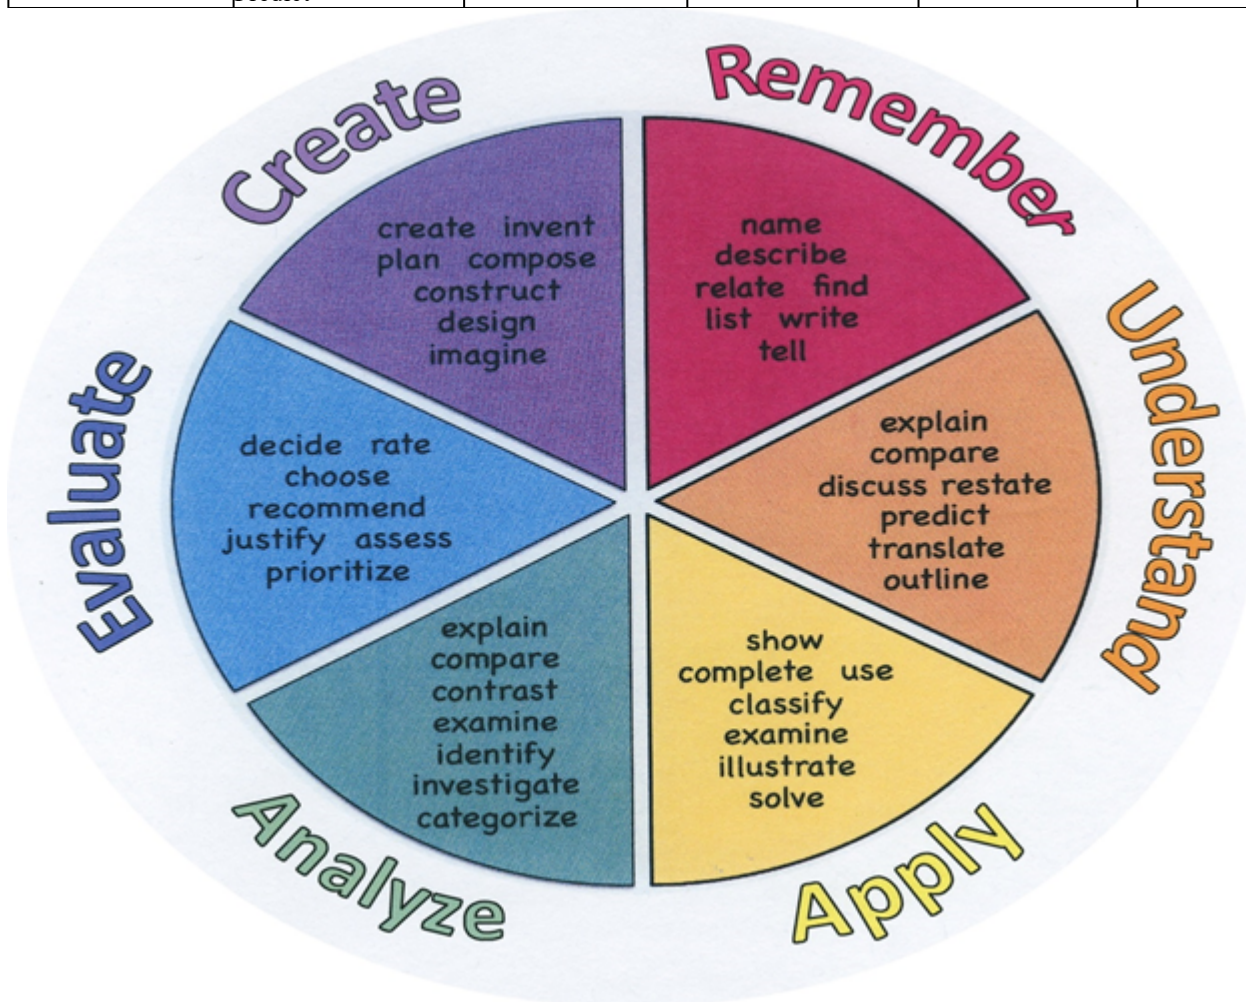 Create
create invent
plan compose
construct
design
imagine
Remember
name
describe
relate find
list write
tell
Understand
explain
compare
discuss restate
predict
translate
outline
Apply
show
complete use
classify
examine
illustrate
solve
Analyze
explain
compare
contrast
examine
identify
investigate
categorize
Evaluate
decide rate
choose
recommend
justify assess
prioritize